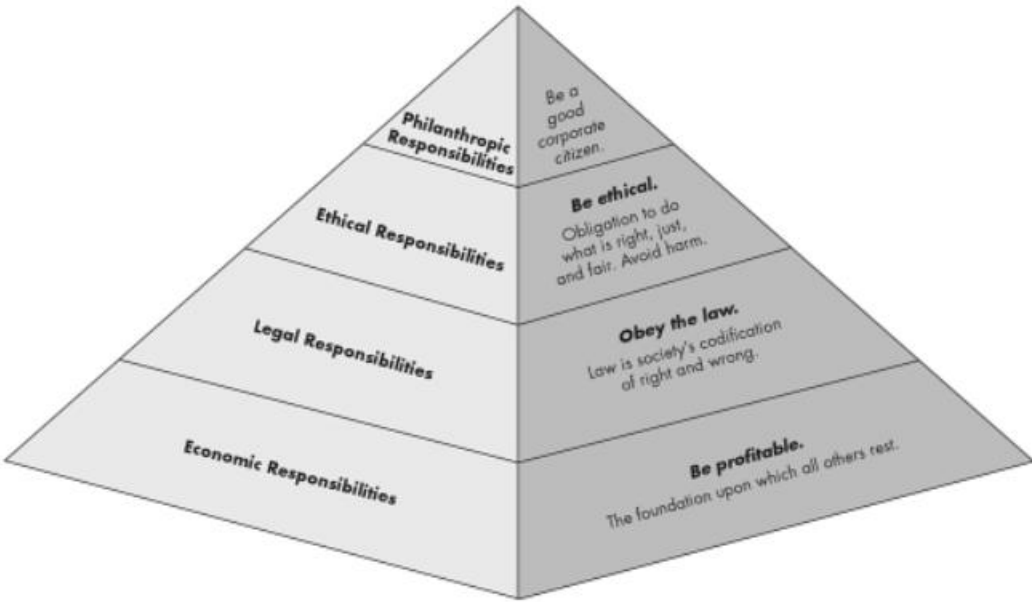 Philanthropic
Responsibilities
Be a
good
corporate
citizen.
Ethical Responsibilities
Be ethical.
Obligation to do
what is right, just,
and fair. Avoid harm.
Legal Responsibilities
Obey the law.
Law is society's codification
of right and wrong.
Economic Responsibilities
Be profitable.
The foundation upon which all others rest.